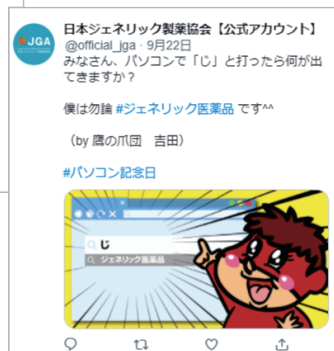 日本ジェネリック製薬協会【公式アカウント】
JGA
@official_jga · 9月22日
みなさん、パソコンで「じ」と打ったら何が出
てきますか？
僕は勿論 #ジェネリック医薬品 です^^
（by 鷹の爪団　吉田）
#パソコン記念日
じ
ジェネリック医薬品